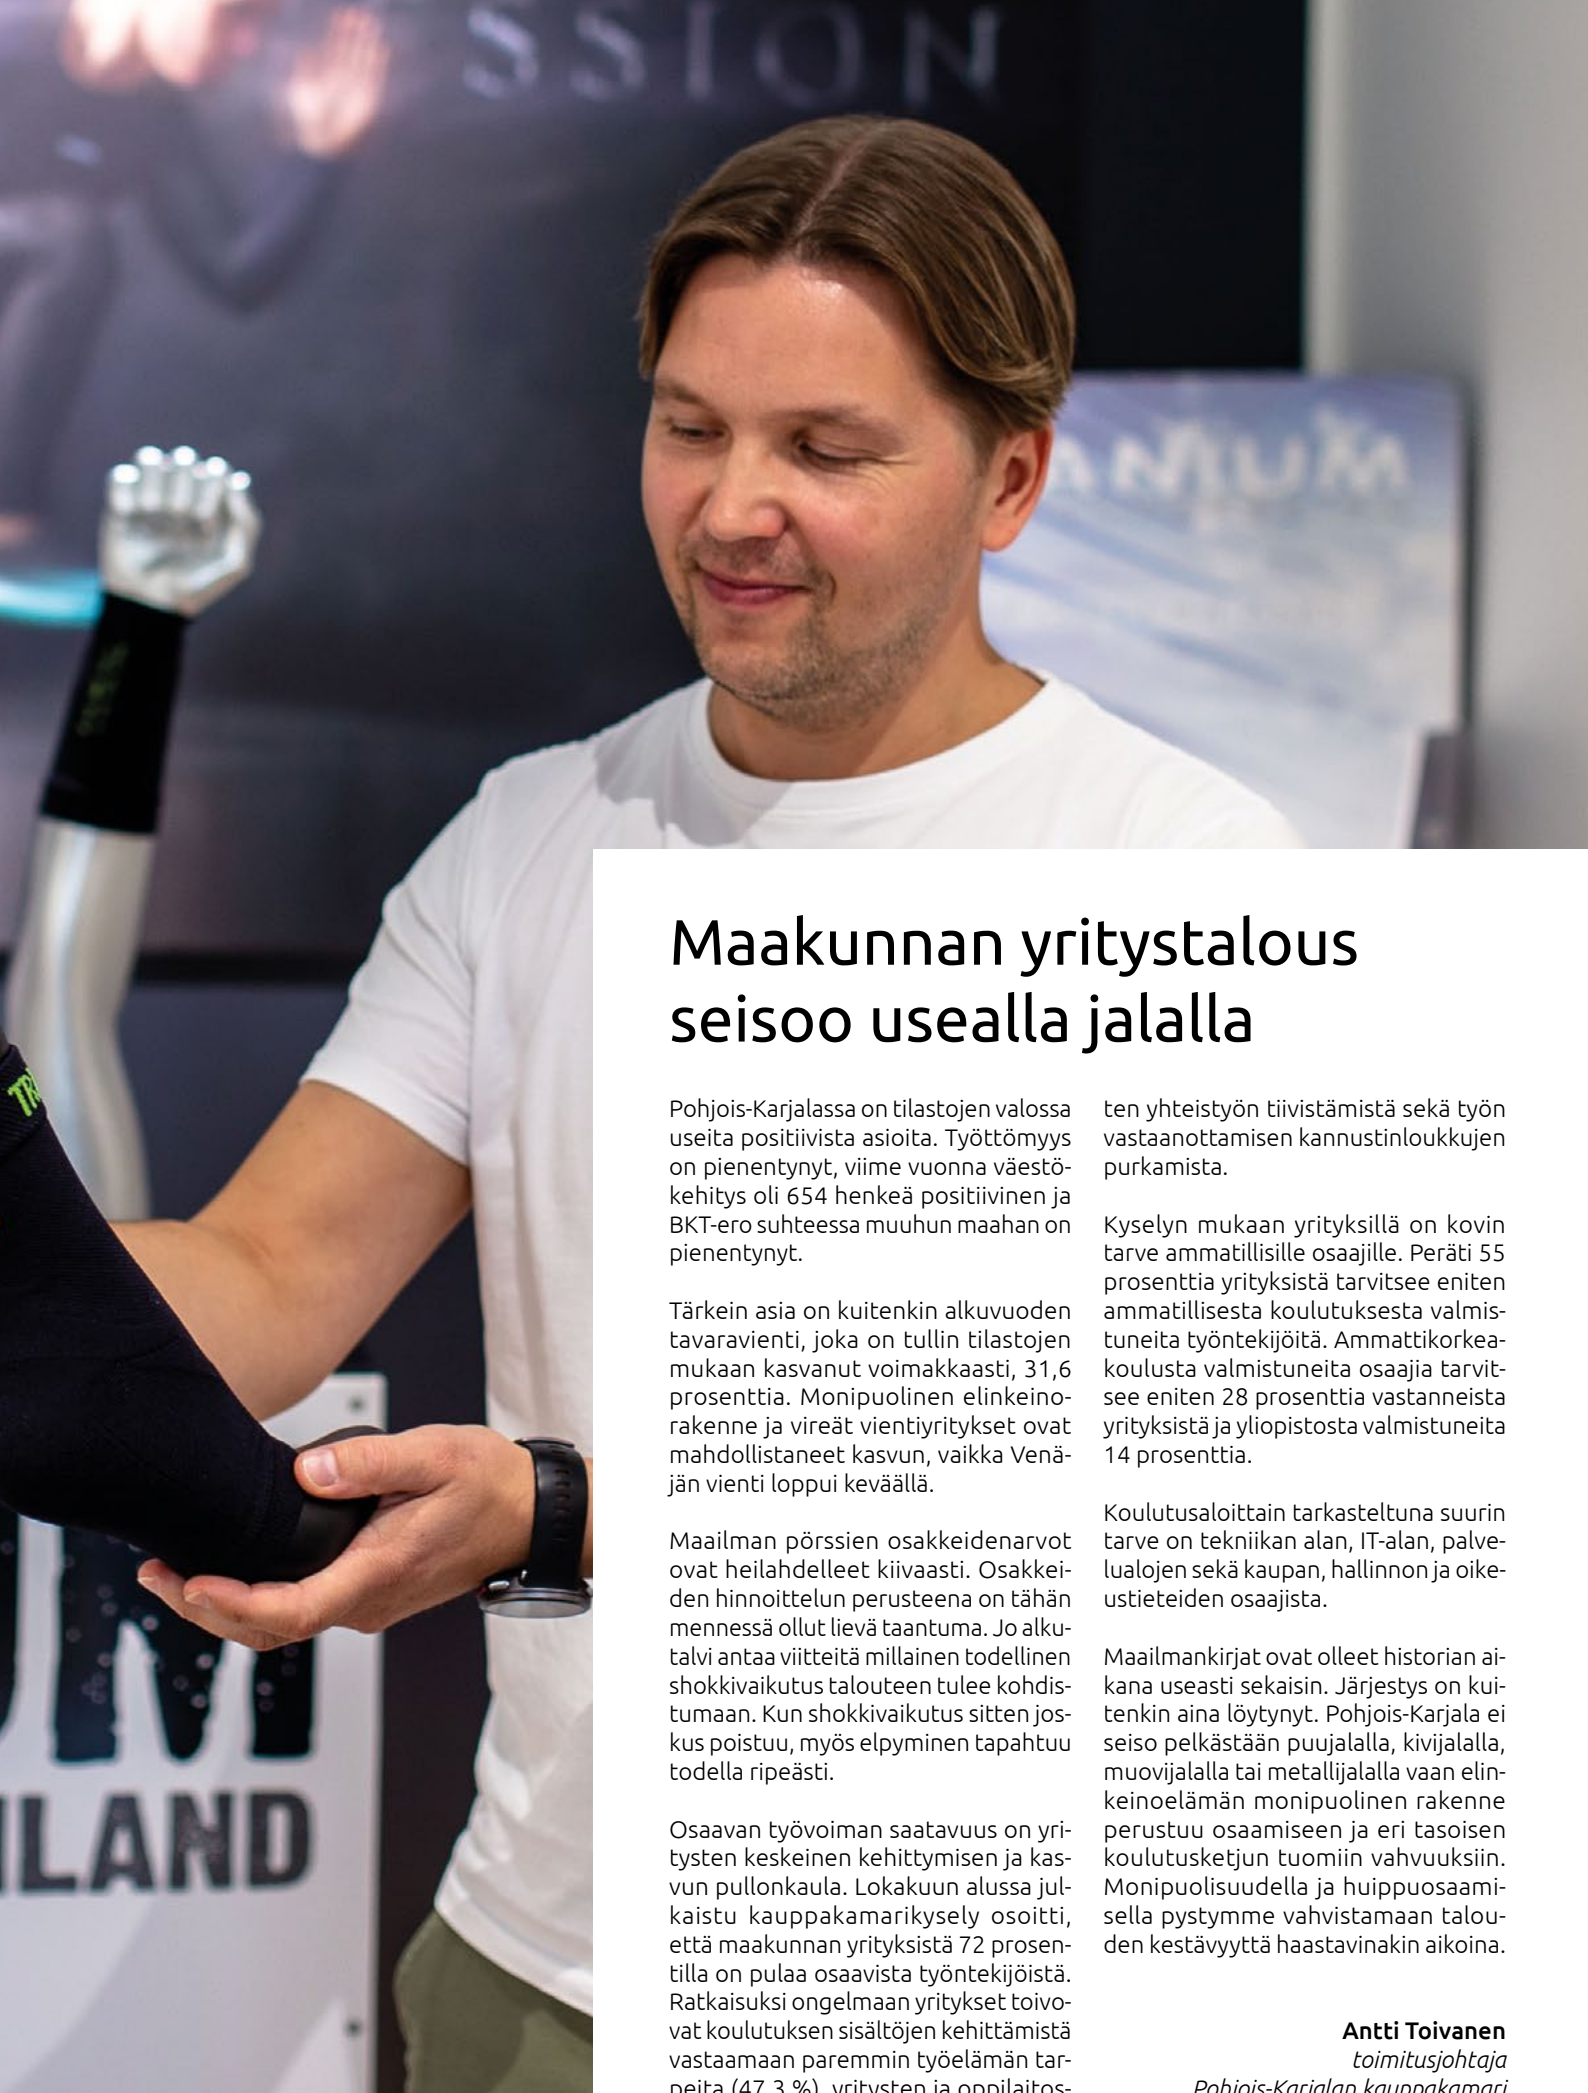 SSION
ANIUM
TR
UM
NLAND
Maakunnan yritystalous
seisoo usealla jalalla
Pohjois-Karjalassa on tilastojen valossa
useita positiivista asioita. Työttömyys
on pienentynyt, viime vuonna väestö-
kehitys oli 654 henkeä positiivinen ja
BKT-ero suhteessa muuhun maahan on
pienentynyt.
Tärkein asia on kuitenkin alkuvuoden
tavaravienti, joka on tullin tilastojen
mukaan kasvanut voimakkaasti, 31,6
prosenttia. Monipuolinen elinkeino-
rakenne ja vireät vientiyritykset ovat
mahdollistaneet kasvun, vaikka Venä-
jän vienti loppui keväällä.
Maailman pörssien osakkeidenarvot
ovat heilahdelleet kiivaasti. Osakkei-
den hinnoittelun perusteena on tähän
mennessä ollut lievä taantuma. Jo alku-
talvi antaa viitteitä millainen todellinen
shokkivaikutus talouteen tulee kohdis-
tumaan. Kun shokkivaikutus sitten jos-
kus poistuu, myös elpyminen tapahtuu
todella ripeästi.
Osaavan työvoiman saatavuus on yri-
tysten keskeinen kehittymisen ja kas-
vun pullonkaula. Lokakuun alussa jul-
kaistu kauppakamarikysely osoitti,
että maakunnan yrityksistä 72 prosen-
tilla on pulaa osaavista työntekijöistä.
Ratkaisuksi ongelmaan yritykset toivo-
vat koulutuksen sisältöjen kehittämistä
vastaamaan paremmin työelämän tar-
peita (47,3 %), yritysten ja oppilaitos-
ten yhteistyön tiivistämistä sekä työn
vastaanottamisen kannustinloukkujen
purkamista.
Kyselyn mukaan yrityksillä on kovin
tarve ammatillisille osaajille. Peräti 55
prosenttia yrityksistä tarvitsee eniten
ammatillisesta koulutuksesta valmis-
tuneita työntekijöitä. Ammattikorkea-
koulusta valmistuneita osaajia tarvit-
see eniten 28 prosenttia vastanneista
yrityksistä ja yliopistosta valmistuneita
14 prosenttia.
Koulutusaloittain tarkasteltuna suurin
tarve on tekniikan alan, IT-alan, palve-
lualojen sekä kaupan, hallinnon ja oike-
ustieteiden osaajista.
Maailmankirjat ovat olleet historian ai-
kana useasti sekaisin. Järjestys on kui-
tenkin aina löytynyt. Pohjois-Karjala ei
seiso pelkästään puujalalla, kivijalalla,
muovijalalla tai metallijalalla vaan elin-
keinoelämän monipuolinen rakenne
perustuu osaamiseen ja eri tasoisen
koulutusketjun tuomiin vahvuuksiin.
Monipuolisuudella ja huippuosaami-
sella pystymme vahvistamaan talou-
den kestävyyttä haastavinakin aikoina.
Antti Toivanen
toimitusjohtaja
Pohjois-Karjalan kauppakamari